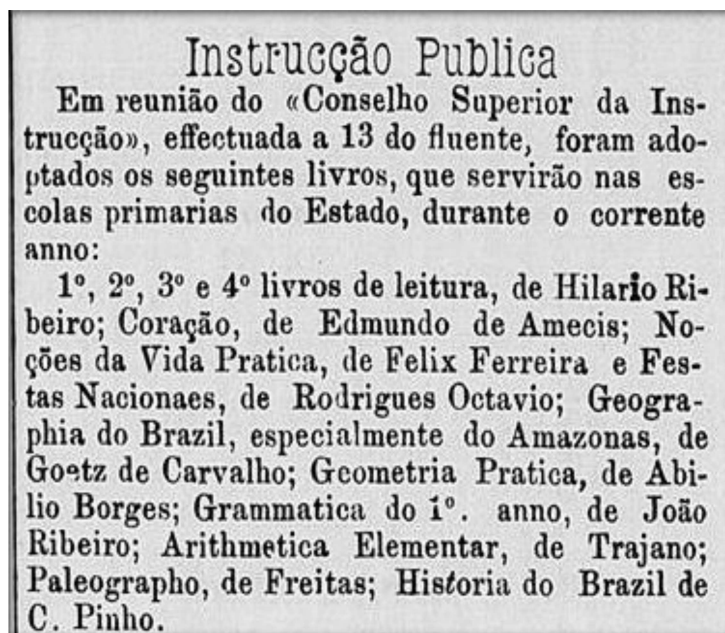 Instrucção Publica
Em reunião do «Conselho Superior da Ins-
trucção», effectuada a 13 do fluente, foram ado-
ptados os seguintes livros, que servirão nas es-
colas primarias do Estado, durante o corrente
anno:
1º, 2º, 3º e 4º livros de leitura, de Hilario Ri-
beiro; Coração, de Edmundo de Amecis; No-
ções da Vida Pratica, de Felix Ferreira e Fes-
tas Nacionaes, de Rodrigues Octavio; Geogra-
phia do Brazil, especialmente do Amazonas, de
Goetz de Carvalho; Geometria Pratica, de Abi-
lio Borges; Grammatica do 1º. anno, de João
Ribeiro; Arithmetica Elementar, de Trajano;
Paleographo, de Freitas; Historia do Brazil de
C. Pinho.